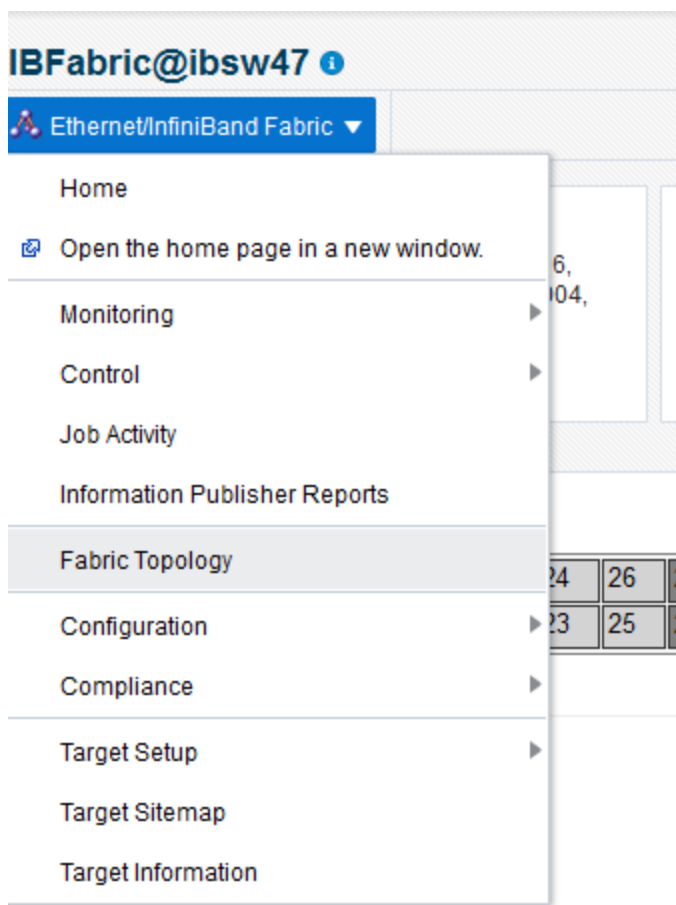 IBFabric@ibsw47
Ethernet/InfiniBand Fabric
Home
Open the home page in a new window.
6,
04,
Monitoring
Control
Job Activity
Information Publisher Reports
Fabric Topology
24 26
23 25
Configuration
Compliance
Target Setup
Target Sitemap
Target Information